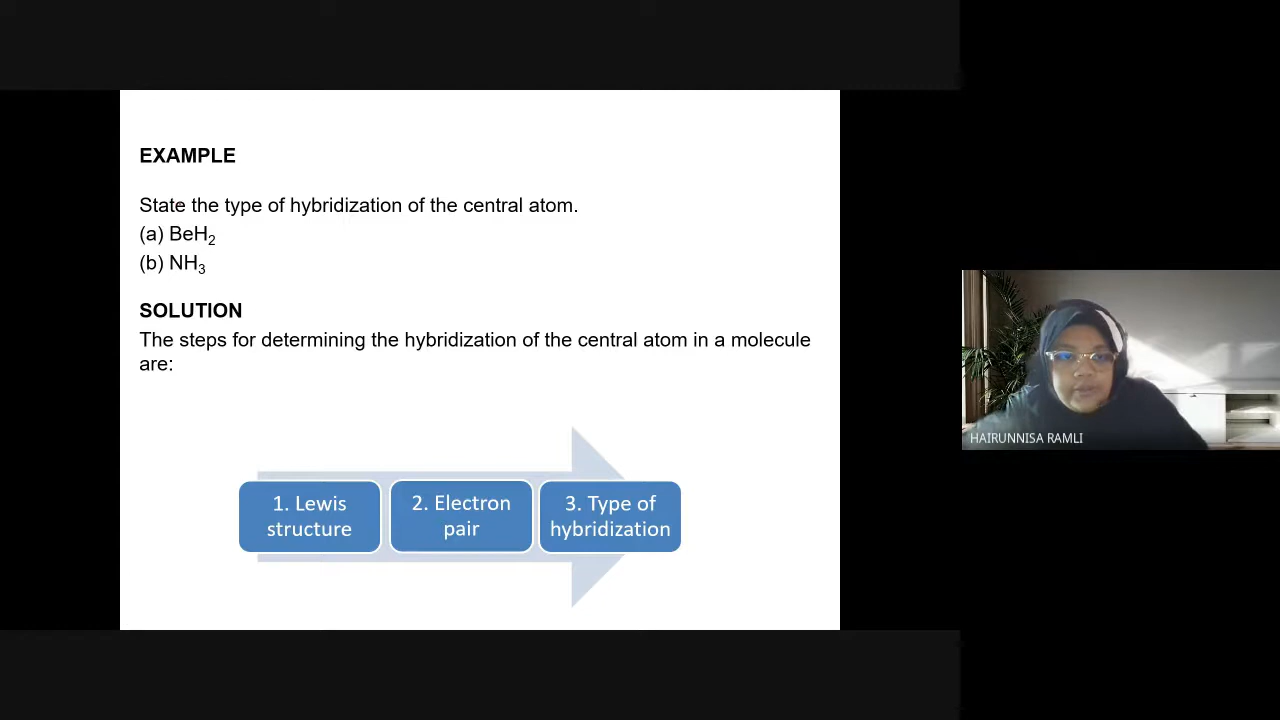 EXAMPLE
State the type of hybridization of the central atom.
(a) BeH₂
(b) NH₃
SOLUTION
The steps for determining the hybridization of the central atom in a molecule
are:
1. Lewis
structure
2. Electron
pair
3. Type of
hybridization
HAIRUNNISA RAMLI